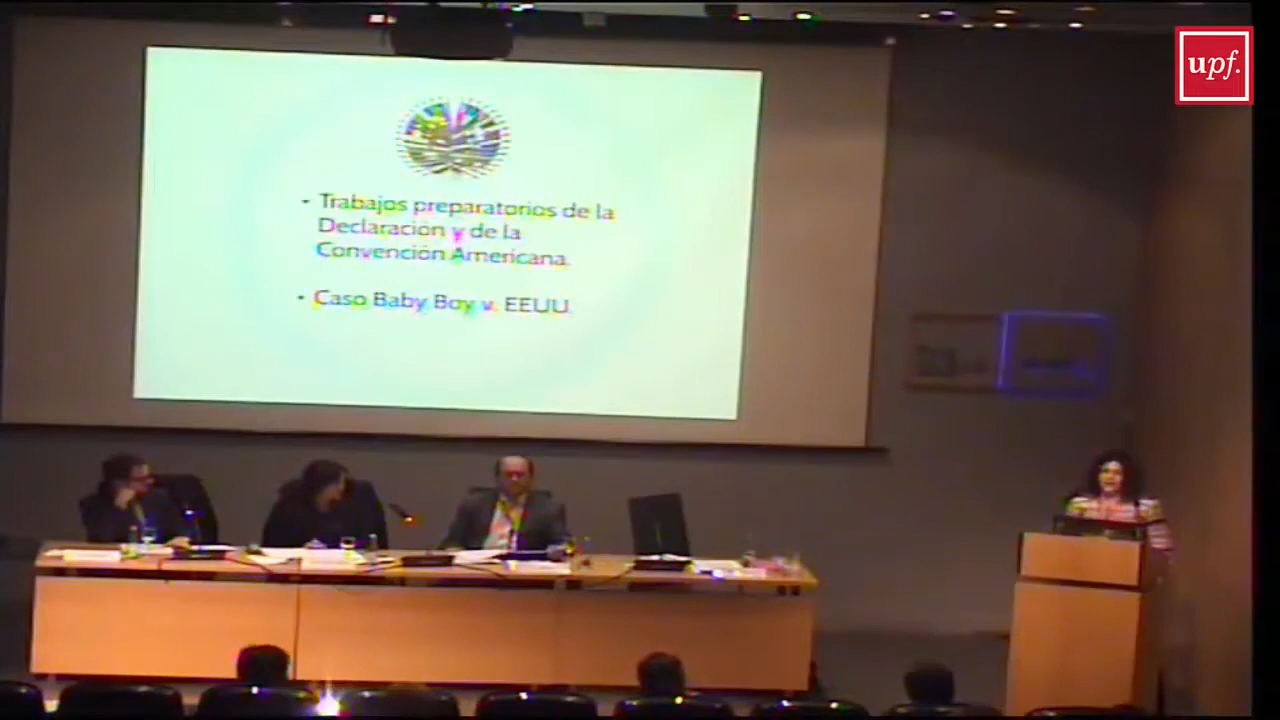 upf.
• Trabajos preparatorios de la
Declaración y de la
Convención Americana.
• Caso Baby Boy v. EEUU.